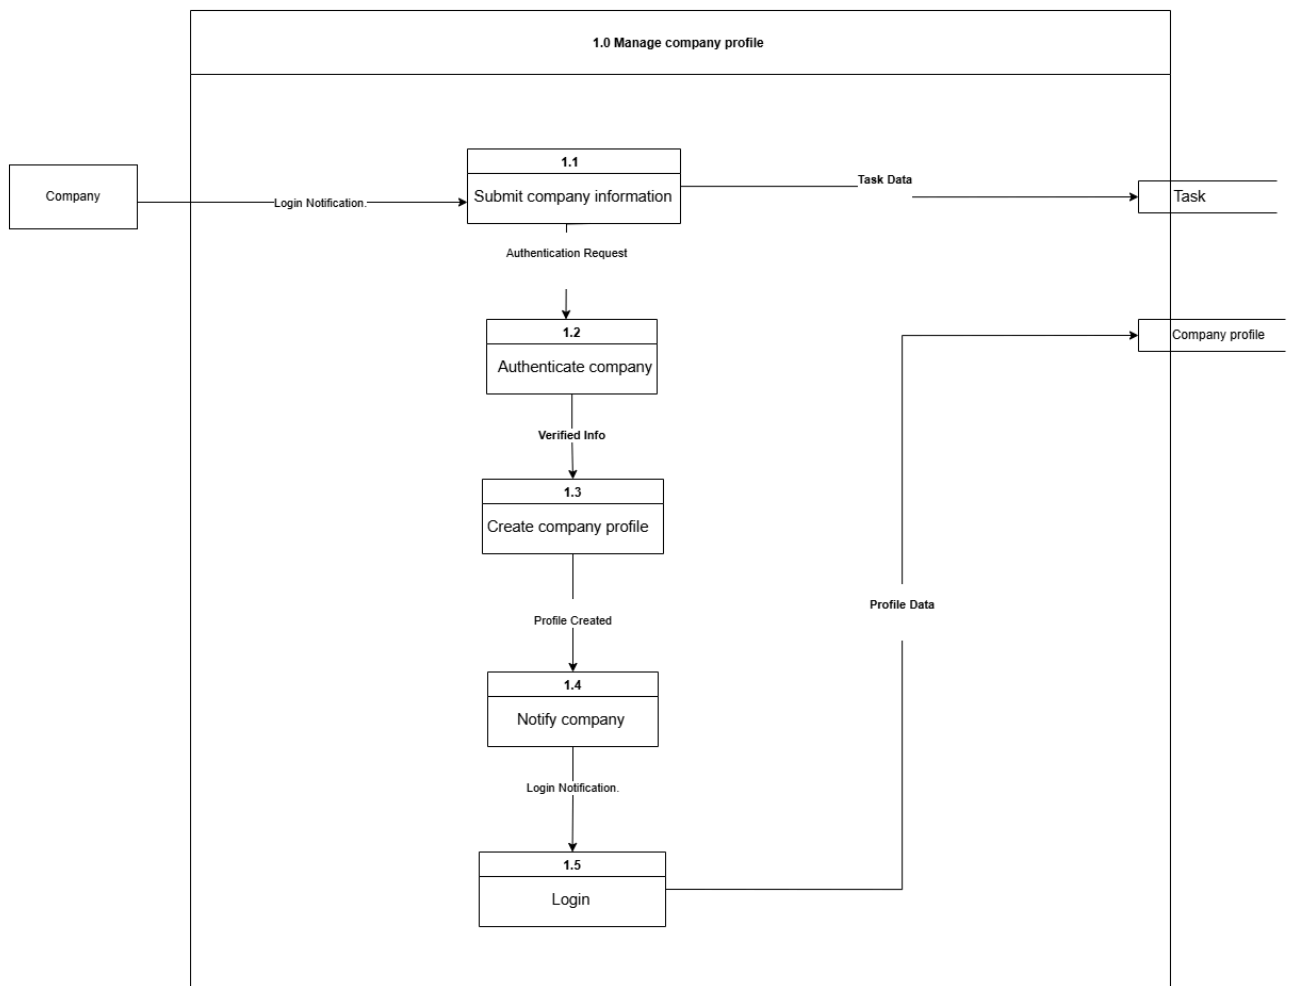 1.0 Manage company profile
1.1
Submit company information
Company
Login Notification.
Task Data
Task
Authentication Request
1.2
Authenticate company
Company profile
Verified Info
1.3
Create company profile
Profile Created
Profile Data
1.4
Notify company
Login Notification.
1.5
Login